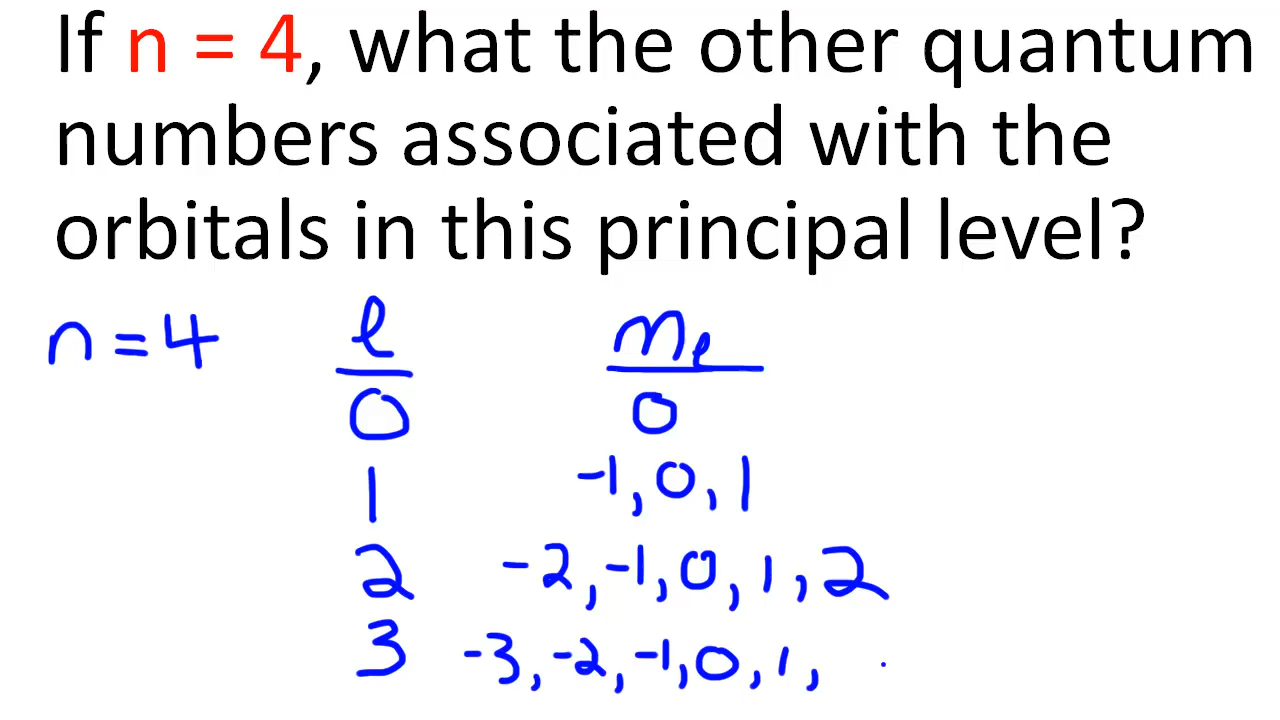 If n = 4, what the other quantum
numbers associated with the
orbitals in this principal level?
n = 4 ℓ mℓ
0 0
1 -1, 0, 1
2 -2, -1, 0, 1, 2
3 -3, -2, -1, 0, 1,